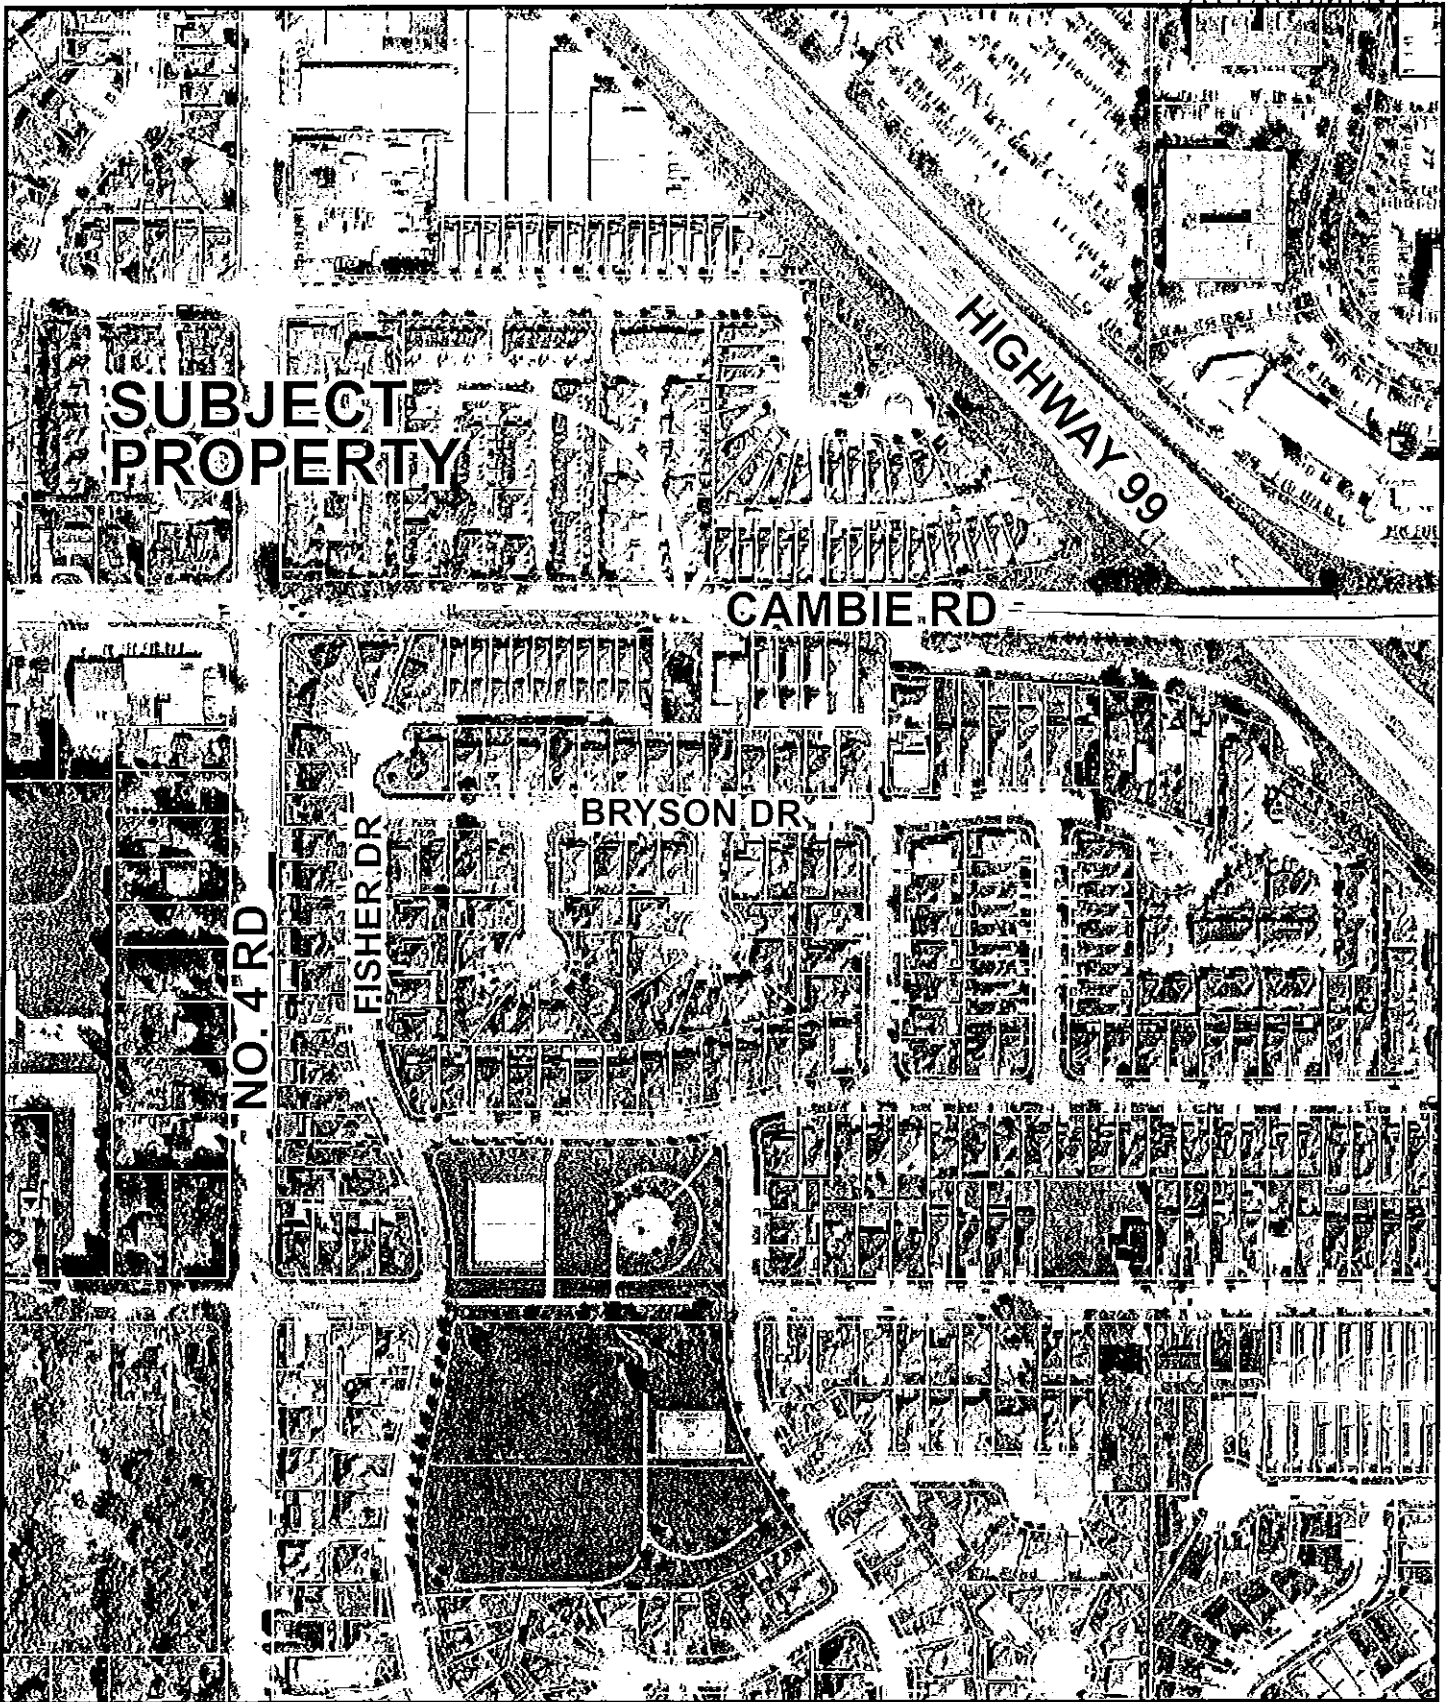 SUBJECT
PROPERTY
HIGHWAY 99
CAMBIE RD
BRYSON DR
FISHER DR
NO. 4 RD